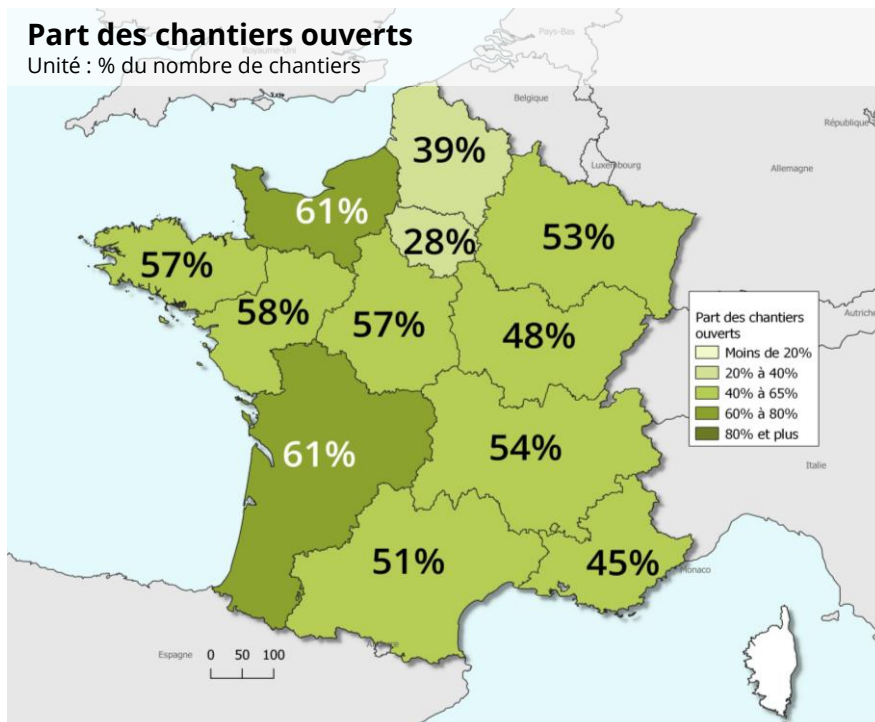 Part des chantiers ouverts
Unité : % du nombre de chantiers
Royaume-Uni
Pays-Bas
Belgique
République
Luxembourg
Allemagne
39%
61%
28%
53%
57%
58%
57%
48%
Autriche
Part des chantiers
ouverts
Moins de 20%
20% à 40%
40% à 65%
60% à 80%
80% et plus
61%
54%
Italie
51%
45%
Monaco
Espagne
0 50 100